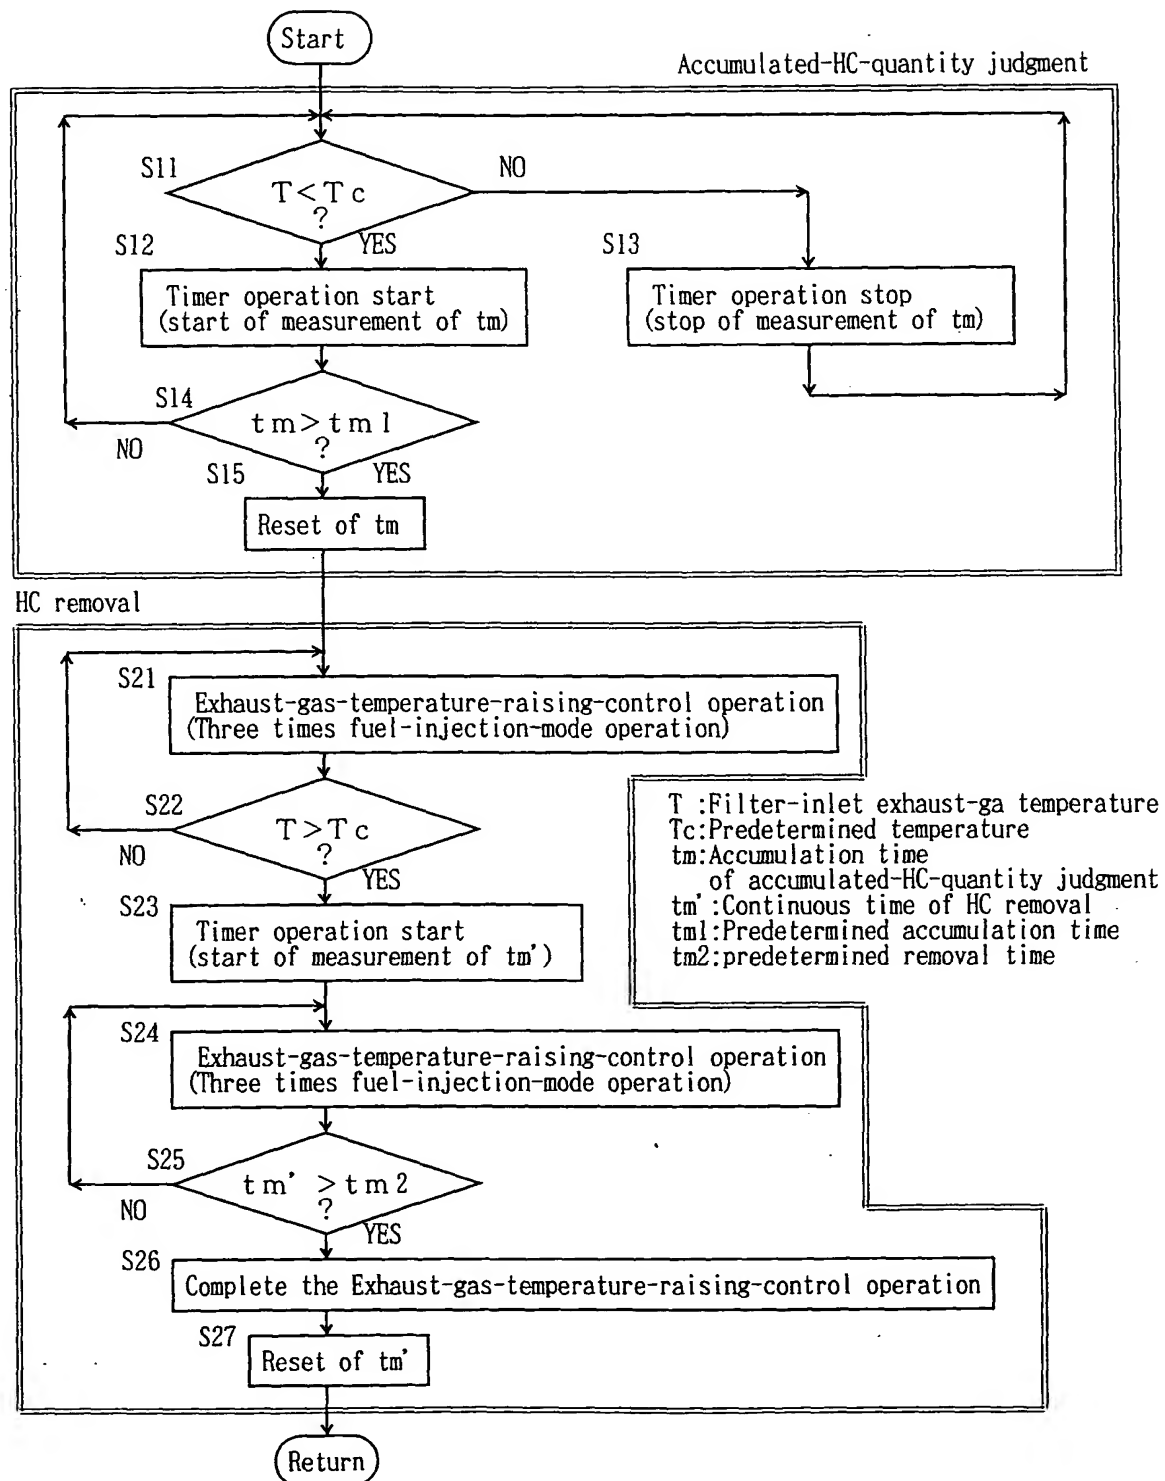 Start
Accumulated-HC-quantity judgment
S11
T<Tc
?
NO
YES
S12
Timer operation start
(start of measurement of tm)
S13
Timer operation stop
(stop of measurement of tm)
S14
tm>tm1
?
NO
YES
S15
Reset of tm
HC removal
S21
Exhaust-gas-temperature-raising-control operation
(Three times fuel-injection-mode operation)
S22
T>Tc
?
NO
YES
T :Filter-inlet exhaust-ga temperature
Tc:Predetermined temperature
tm:Accumulation time
of accumulated-HC-quantity judgment
tm':Continuous time of HC removal
tm1:Predetermined accumulation time
tm2:predetermined removal time
S23
Timer operation start
(start of measurement of tm')
S24
Exhaust-gas-temperature-raising-control operation
(Three times fuel-injection-mode operation)
S25
tm' >tm2
?
NO
YES
S26
Complete the Exhaust-gas-temperature-raising-control operation
S27
Reset of tm'
Return